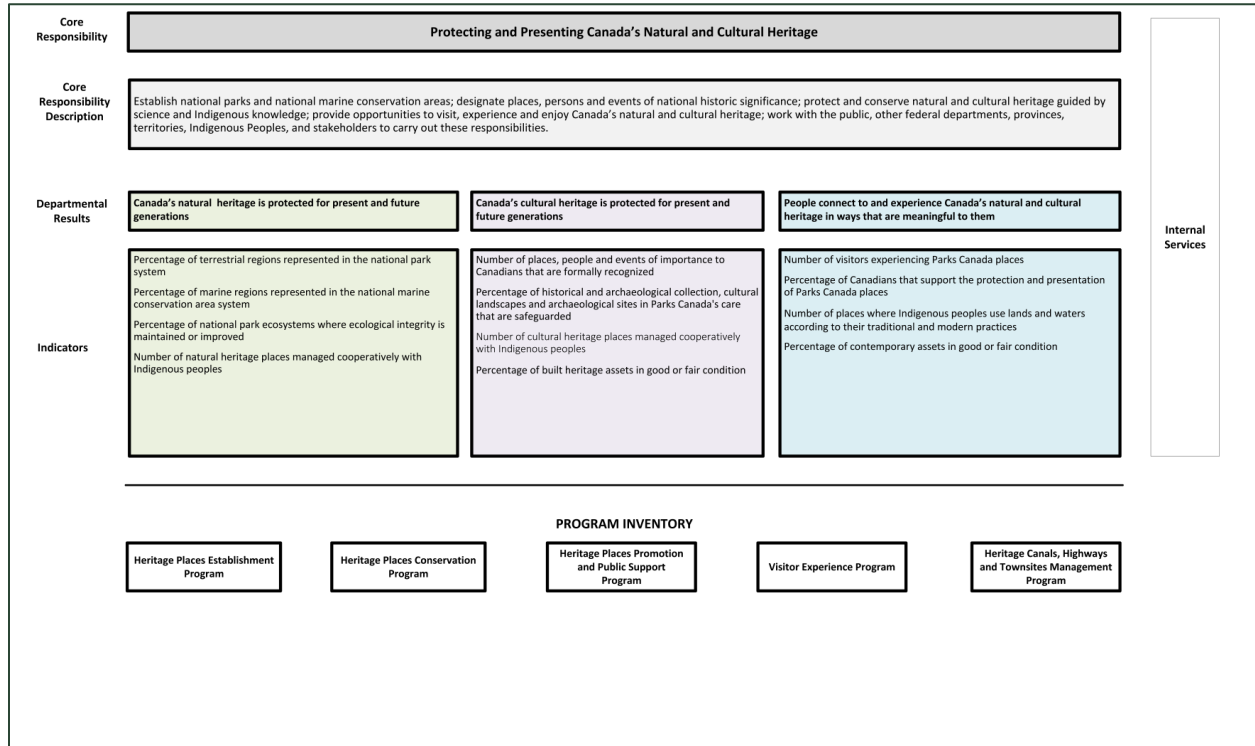 Core
Responsibility
Protecting and Presenting Canada’s Natural and Cultural Heritage
Core
Responsibility
Description
Establish national parks and national marine conservation areas; designate places, persons and events of national historic significance; protect and conserve natural and cultural heritage guided by
science and Indigenous knowledge; provide opportunities to visit, experience and enjoy Canada’s natural and cultural heritage; work with the public, other federal departments, provinces,
territories, Indigenous Peoples, and stakeholders to carry out these responsibilities.
Departmental
Results
Canada’s natural heritage is protected for present and future
generations
Canada’s cultural heritage is protected for present and
future generations
People connect to and experience Canada’s natural and cultural
heritage in ways that are meaningful to them
Internal
Services
Indicators
Percentage of terrestrial regions represented in the national park
system
Percentage of marine regions represented in the national marine
conservation area system
Percentage of national park ecosystems where ecological integrity is
maintained or improved
Number of natural heritage places managed cooperatively with
Indigenous peoples
Number of places, people and events of importance to
Canadians that are formally recognized
Percentage of historical and archaeological collection, cultural
landscapes and archaeological sites in Parks Canada's care
that are safeguarded
Number of cultural heritage places managed cooperatively
with Indigenous peoples
Percentage of built heritage assets in good or fair condition
Number of visitors experiencing Parks Canada places
Percentage of Canadians that support the protection and presentation
of Parks Canada places
Number of places where Indigenous peoples use lands and waters
according to their traditional and modern practices
Percentage of contemporary assets in good or fair condition
PROGRAM INVENTORY
Heritage Places Establishment
Program
Heritage Places Conservation
Program
Heritage Places Promotion
and Public Support
Program
Visitor Experience Program
Heritage Canals, Highways
and Townsites Management
Program